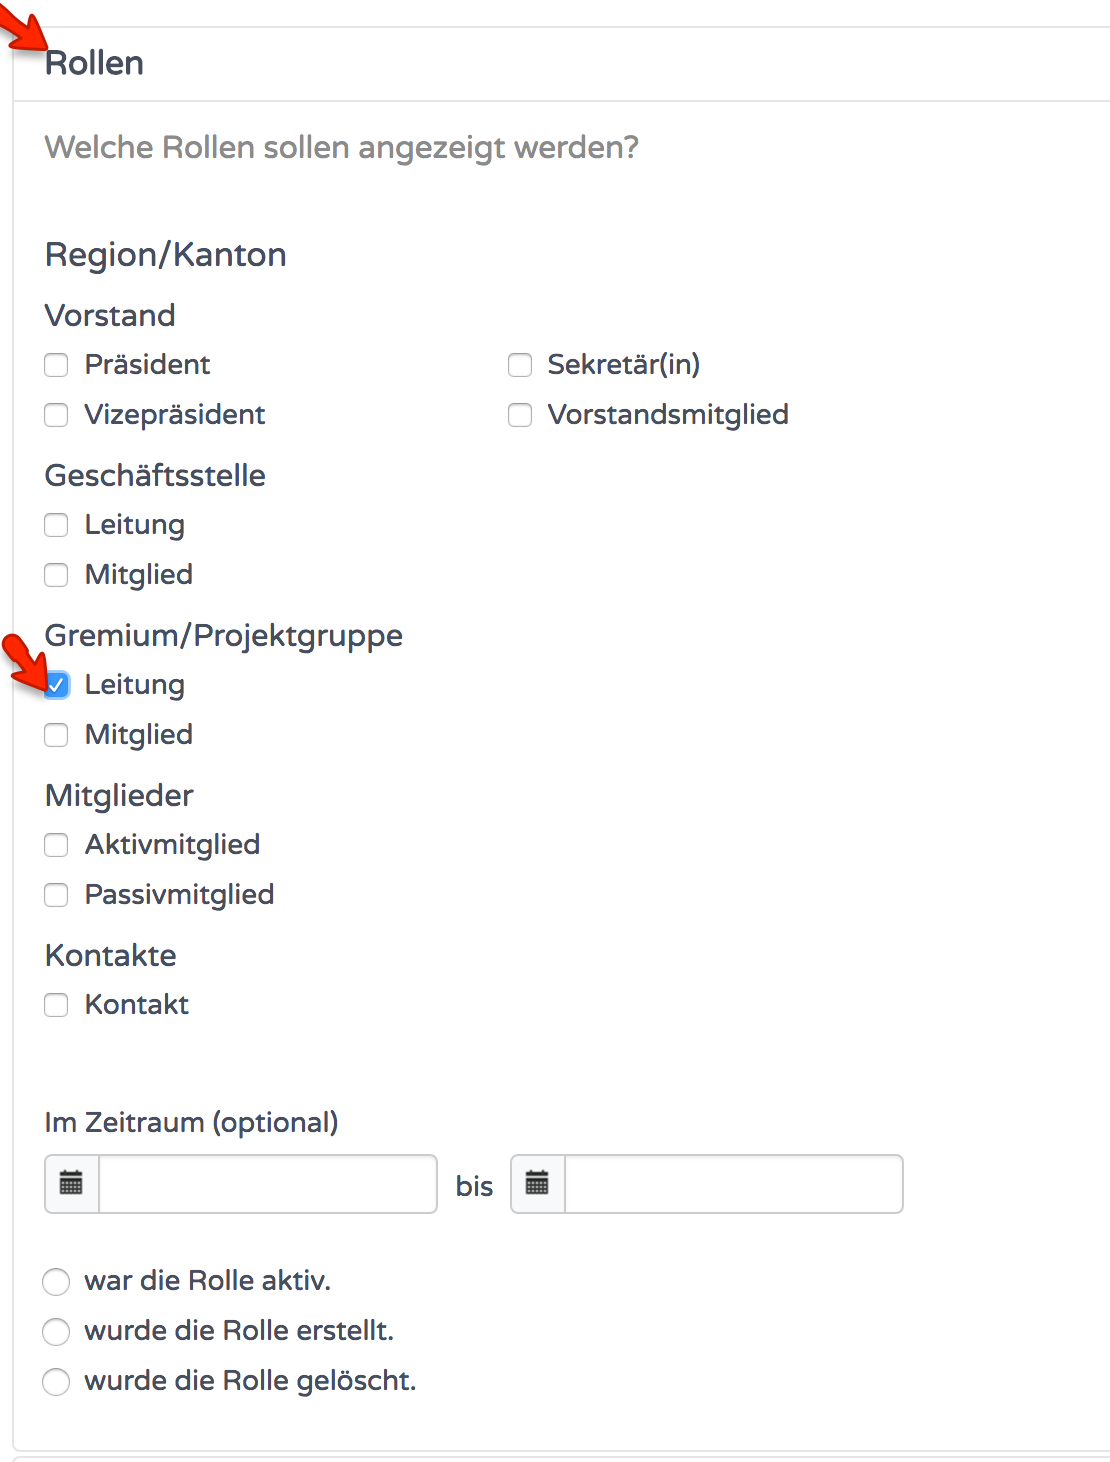 Rollen
Welche Rollen sollen angezeigt werden?
Region/Kanton
Vorstand
Präsident
Sekretär(in)
Vizepräsident
Vorstandsmitglied
Geschäftsstelle
Leitung
Mitglied
Gremium/Projektgruppe
Leitung
Mitglied
Mitglieder
Aktivmitglied
Passivmitglied
Kontakte
Kontakt
Im Zeitraum (optional)
bis
war die Rolle aktiv.
wurde die Rolle erstellt.
wurde die Rolle gelöscht.